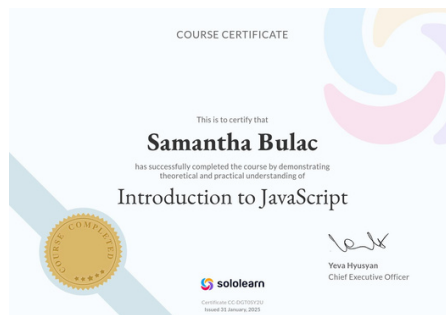 COURSE CERTIFICATE
This is to certify that
Samantha Bulac
has successfully completed the course by demonstrating
theoretical and practical understanding of
Introduction to JavaScript
COURSE COMPLETED
Yeva Hyusyan
Chief Executive Officer
sololearn
Issued 31 January, 2025